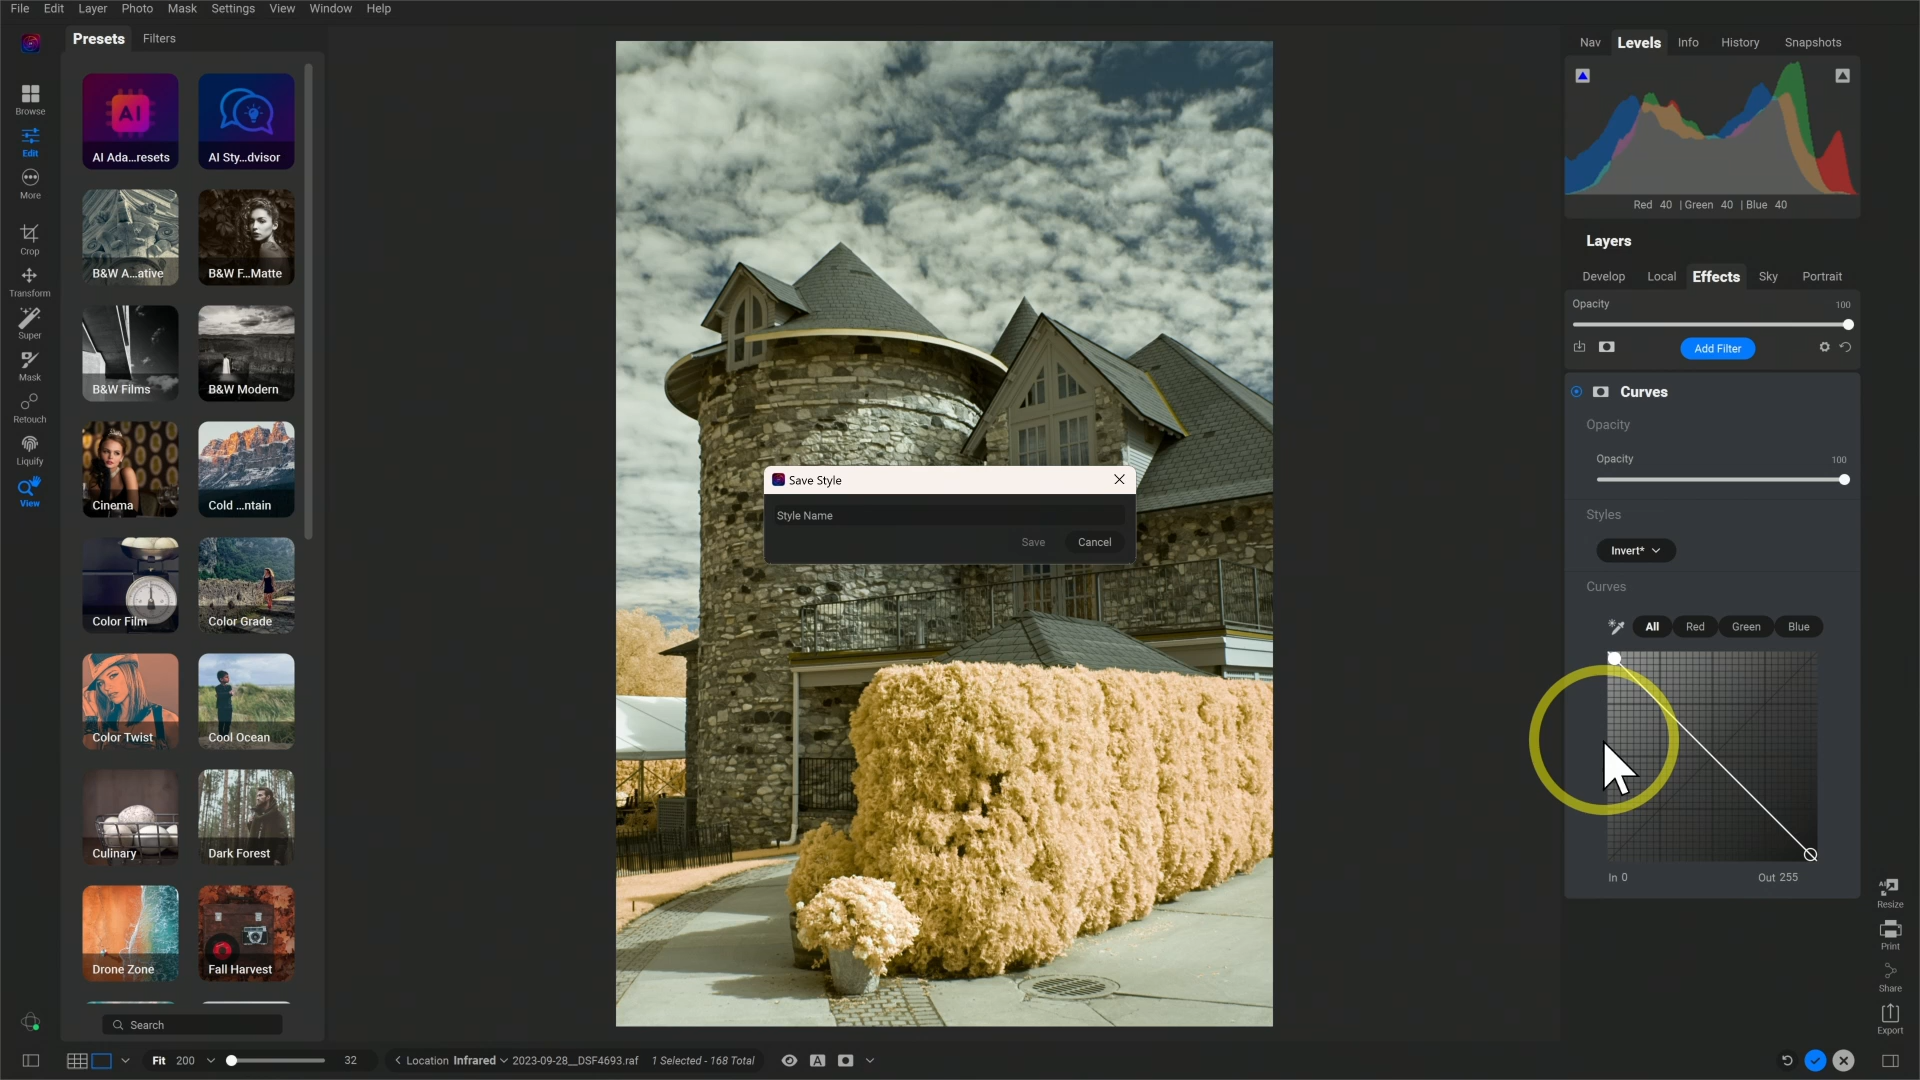 File Edit Layer Photo Mask Settings View Window Help
Presets Filters
Nav Levels Info History Snapshots
Browse
Edit
More
Crop
Transform
Super
Mask
Retouch
Liquify
View
AI
AI Ada...resets AI Sty...dvisor
B&W A...ative B&W F...Matte
B&W Films B&W Modern
Cinema Cold ...ntain
Color Film Color Grade
Color Twist Cool Ocean
Culinary Dark Forest
Drone Zone Fall Harvest
Search
Save Style
Style Name
Save Cancel
Red 40 | Green 40 | Blue 40
Layers
Develop Local Effects Sky Portrait
Opacity 100
Add Filter
Curves
Opacity
Opacity 100
Styles
Invert*
Curves
All Red Green Blue
In 0 Out 255
AI
Resize
Print
Share
Export
Fit 200 32 Location Infrared 2023-09-28__DSF4693.raf 1 Selected - 168 Total A